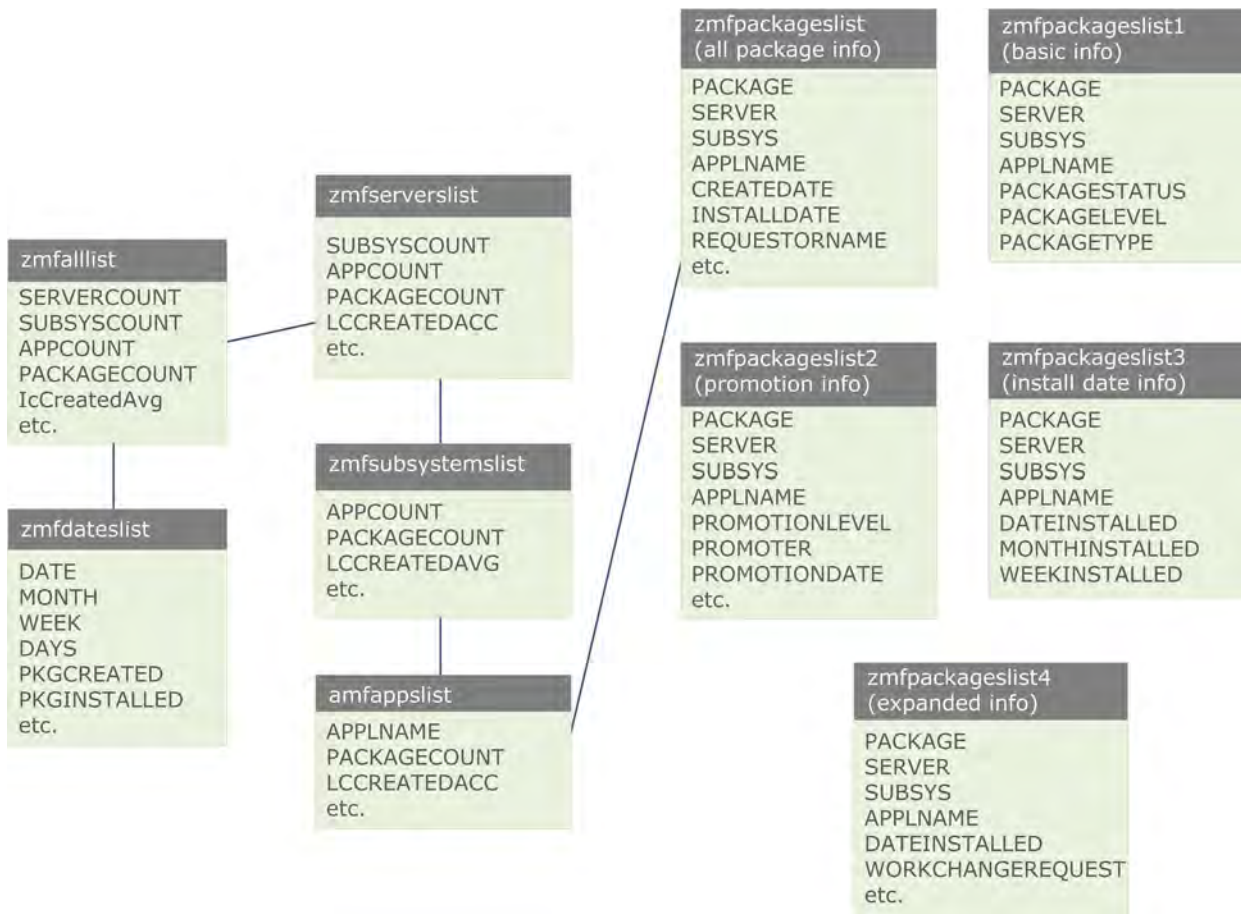 zmfalllist
SERVERCOUNT
SUBSYSCOUNT
APPCOUNT
PACKAGECOUNT
IcCreatedAvg
etc.
zmfdateslist
DATE
MONTH
WEEK
DAYS
PKGCREATED
PKGINSTALLED
etc.
zmfserverslist
SUBSYSCOUNT
APPCOUNT
PACKAGECOUNT
LCCREATEDACC
etc.
zmfsubsystemslist
APPCOUNT
PACKAGECOUNT
LCCREATEDAVG
etc.
amfappslist
APPLNAME
PACKAGECOUNT
LCCREATEDACC
etc.
zmfpackageslist
(all package info)
PACKAGE
SERVER
SUBSYS
APPLNAME
CREATEDATE
INSTALLDATE
REQUESTORNAME
etc.
zmfpackageslist1
(basic info)
PACKAGE
SERVER
SUBSYS
APPLNAME
PACKAGESTATUS
PACKAGELEVEL
PACKAGETYPE
zmfpackageslist2
(promotion info)
PACKAGE
SERVER
SUBSYS
APPLNAME
PROMOTIONLEVEL
PROMOTER
PROMOTIONDATE
etc.
zmfpackageslist3
(install date info)
PACKAGE
SERVER
SUBSYS
APPLNAME
DATEINSTALLED
MONTHINSTALLED
WEEKINSTALLED
zmfpackageslist4
(expanded info)
PACKAGE
SERVER
SUBSYS
APPLNAME
DATEINSTALLED
WORKCHANGEREQUEST
etc.